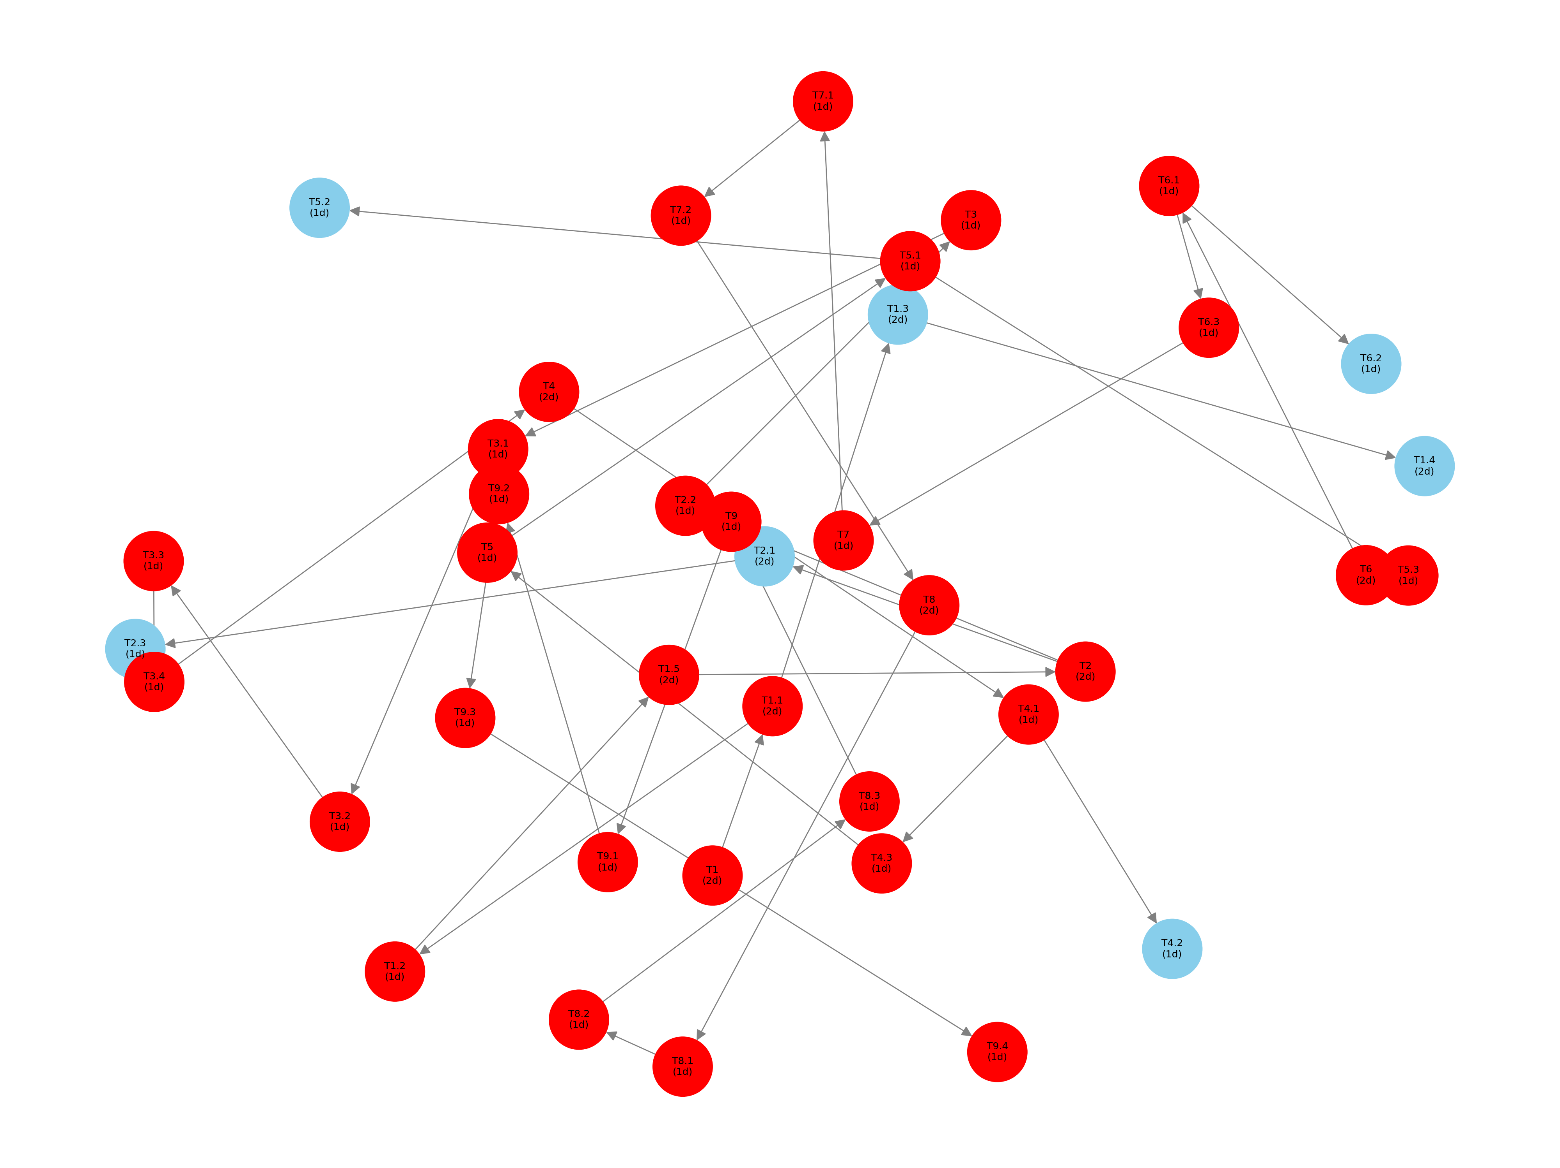 T7.1
(1d)
T6.1
(1d)
T5.2
(1d)
T7.2
(1d)
T3
(1d)
T5.1
(1d)
T1.3
(2d)
T6.3
(1d)
T6.2
(1d)
T4
(2d)
T3.1
(1d)
T1.4
(2d)
T9.2
(1d)
T2.2
(1d)
T9
(1d)
T7
(1d)
T5
(1d)
T2.1
(2d)
T3.3
(1d)
T6
(2d)
T5.3
(1d)
T8
(2d)
T2.3
(1d)
T3.4
(1d)
T1.5
(2d)
T2
(2d)
T1.1
(2d)
T9.3
(1d)
T4.1
(1d)
T8.3
(1d)
T3.2
(1d)
T9.1
(1d)
T4.3
(1d)
T1
(2d)
T4.2
(1d)
T1.2
(1d)
T8.2
(1d)
T9.4
(1d)
T8.1
(1d)